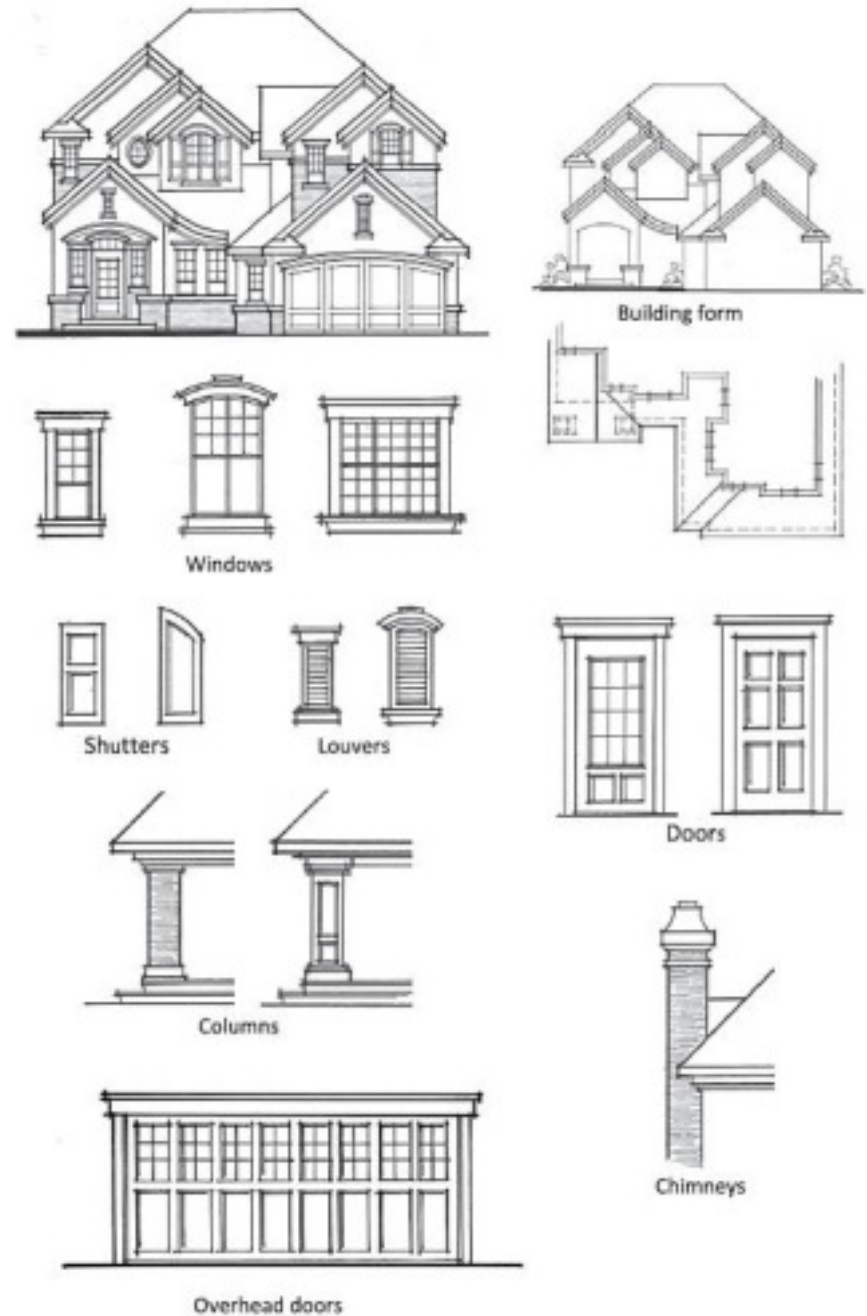 Building form
Windows
Shutters
Louvers
Doors
Columns
Chimneys
Overhead doors